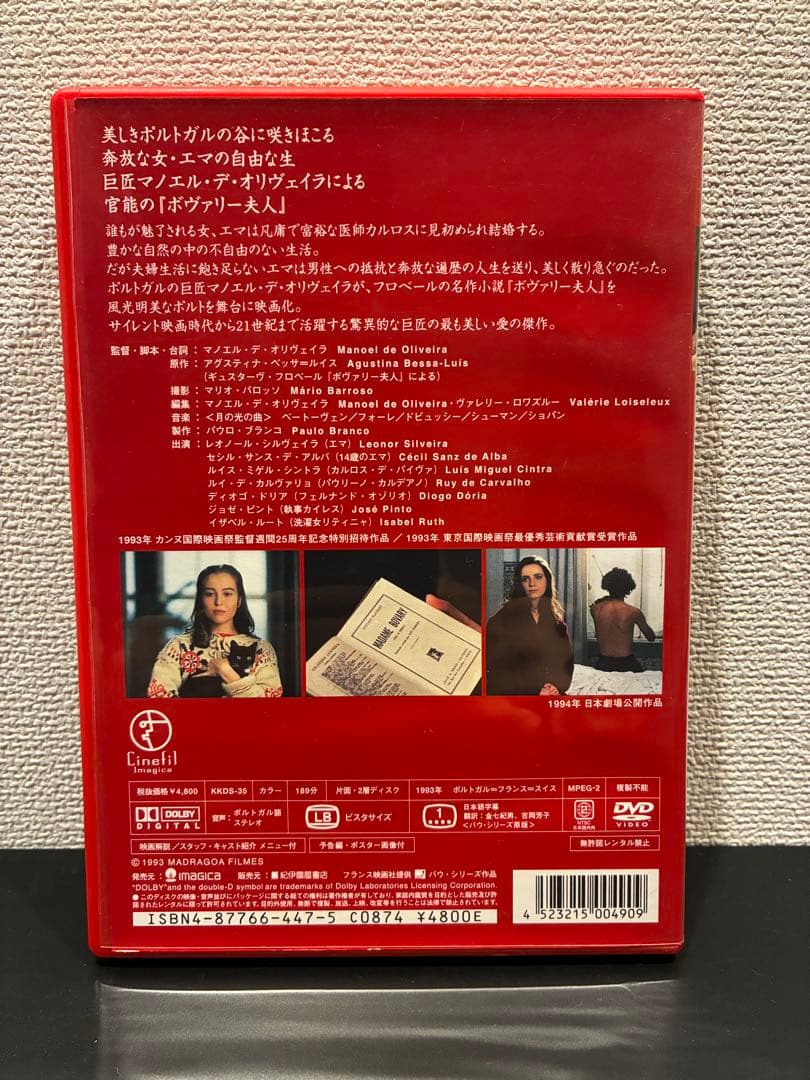 美しきポルトガルの谷に咲きほこる
奔放な女・エマの自由な生
巨匠マノエル・デ・オリヴェイラによる
官能の『ボヴァリー夫人』
誰もが魅了される女、エマは凡庸で富裕な医師カルロスに見初められ結婚する。
豊かな自然の中の不自由のない生活。
だが夫婦生活に飽き足らないエマは男性への抵抗と奔放な遍歴の人生を送り、美しく散り急ぐのだった。
ポルトガルの巨匠マノエル・デ・オリヴェイラが、フロベールの名作小説『ボヴァリー夫人』を
風光明美なポルトを舞台に映画化。
サイレント映画時代から21世紀まで活躍する驚異的な巨匠の最も美しい愛の傑作。
監督・脚本・台詞：マノエル・デ・オリヴェイラ Manoel de Oliveira
原作：アグスティナ・ベッサ＝ルイス Agustina Bessa-Luís
（ギュスターヴ・フロベール『ボヴァリー夫人』による）
撮影：マリオ・バロッソ Mário Barroso
編集：マノエル・デ・オリヴェイラ Manoel de Oliveira・ヴァレリー・ロワズルー Valérie Loiseleux
音楽：＜月の光の曲＞ ベートーヴェン／フォーレ／ドビュッシー／シューマン／ショパン
製作：パウロ・ブランコ Paulo Branco
出演：レオノール・シルヴェイラ（エマ） Leonor Silveira
セシル・サンス・デ・アルバ（14歳のエマ） Cécil Sanz de Alba
ルイス・ミゲル・シントラ（カルロス・デ・パイヴァ） Luís Miguel Cintra
ルイ・デ・カルヴァリョ（パウリーノ・カルデアノ） Ruy de Carvalho
ディオゴ・ドリア（フェルナンド・オゾリオ） Diogo Dória
ジョゼ・ピント（執事カイレス） José Pinto
イザベル・ルート（洗濯女リティニャ） Isabel Ruth
1993年 カンヌ国際映画祭監督週間25周年記念特別招待作品 ／ 1993年 東京国際映画祭最優秀芸術貢献賞受賞作品
MADAME BOVARY
1994年 日本劇場公開作品
Cinefil
Imagica
税抜価格￥4,800 KKDS-35 カラー 189分 片面・2層ディスク 1993年 ポルトガル＝フランス＝スイス MPEG-2 複製不能
DOLBY DIGITAL 音声：ポルトガル語 ステレオ LB ビスタサイズ 1 日本語字幕 翻訳：金七紀男、吉岡芳子 ＜パウ・シリーズ原版＞ NTSC 日本国内向 DVD VIDEO
映画解説／スタッフ・キャスト紹介 メニュー付 予告編・ポスター画像付 無許諾レンタル禁止
© 1993 MADRAGOA FILMES
発売元： IMAGICA 販売元： 紀伊國屋書店 フランス映画社提供 パウ・シリーズ作品
"DOLBY"and the double-D symbol are trademarks of Dolby Laboratories Licensing Corporation.
ISBN4-87766-447-5 C0874 ¥4800E
4 523215 004909